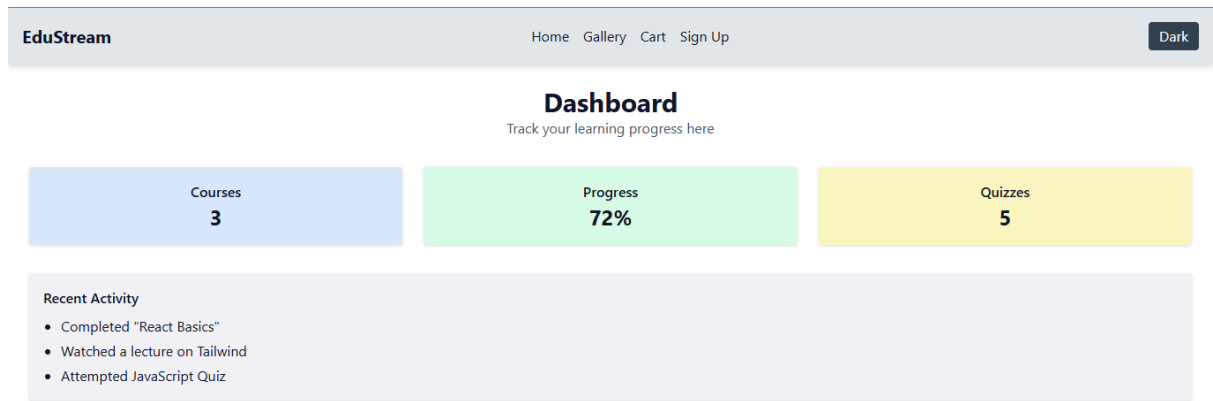 EduStream
Home Gallery Cart Sign Up
Dark
Dashboard
Track your learning progress here
Courses
3
Progress
72%
Quizzes
5
Recent Activity
Completed "React Basics"
Watched a lecture on Tailwind
Attempted JavaScript Quiz